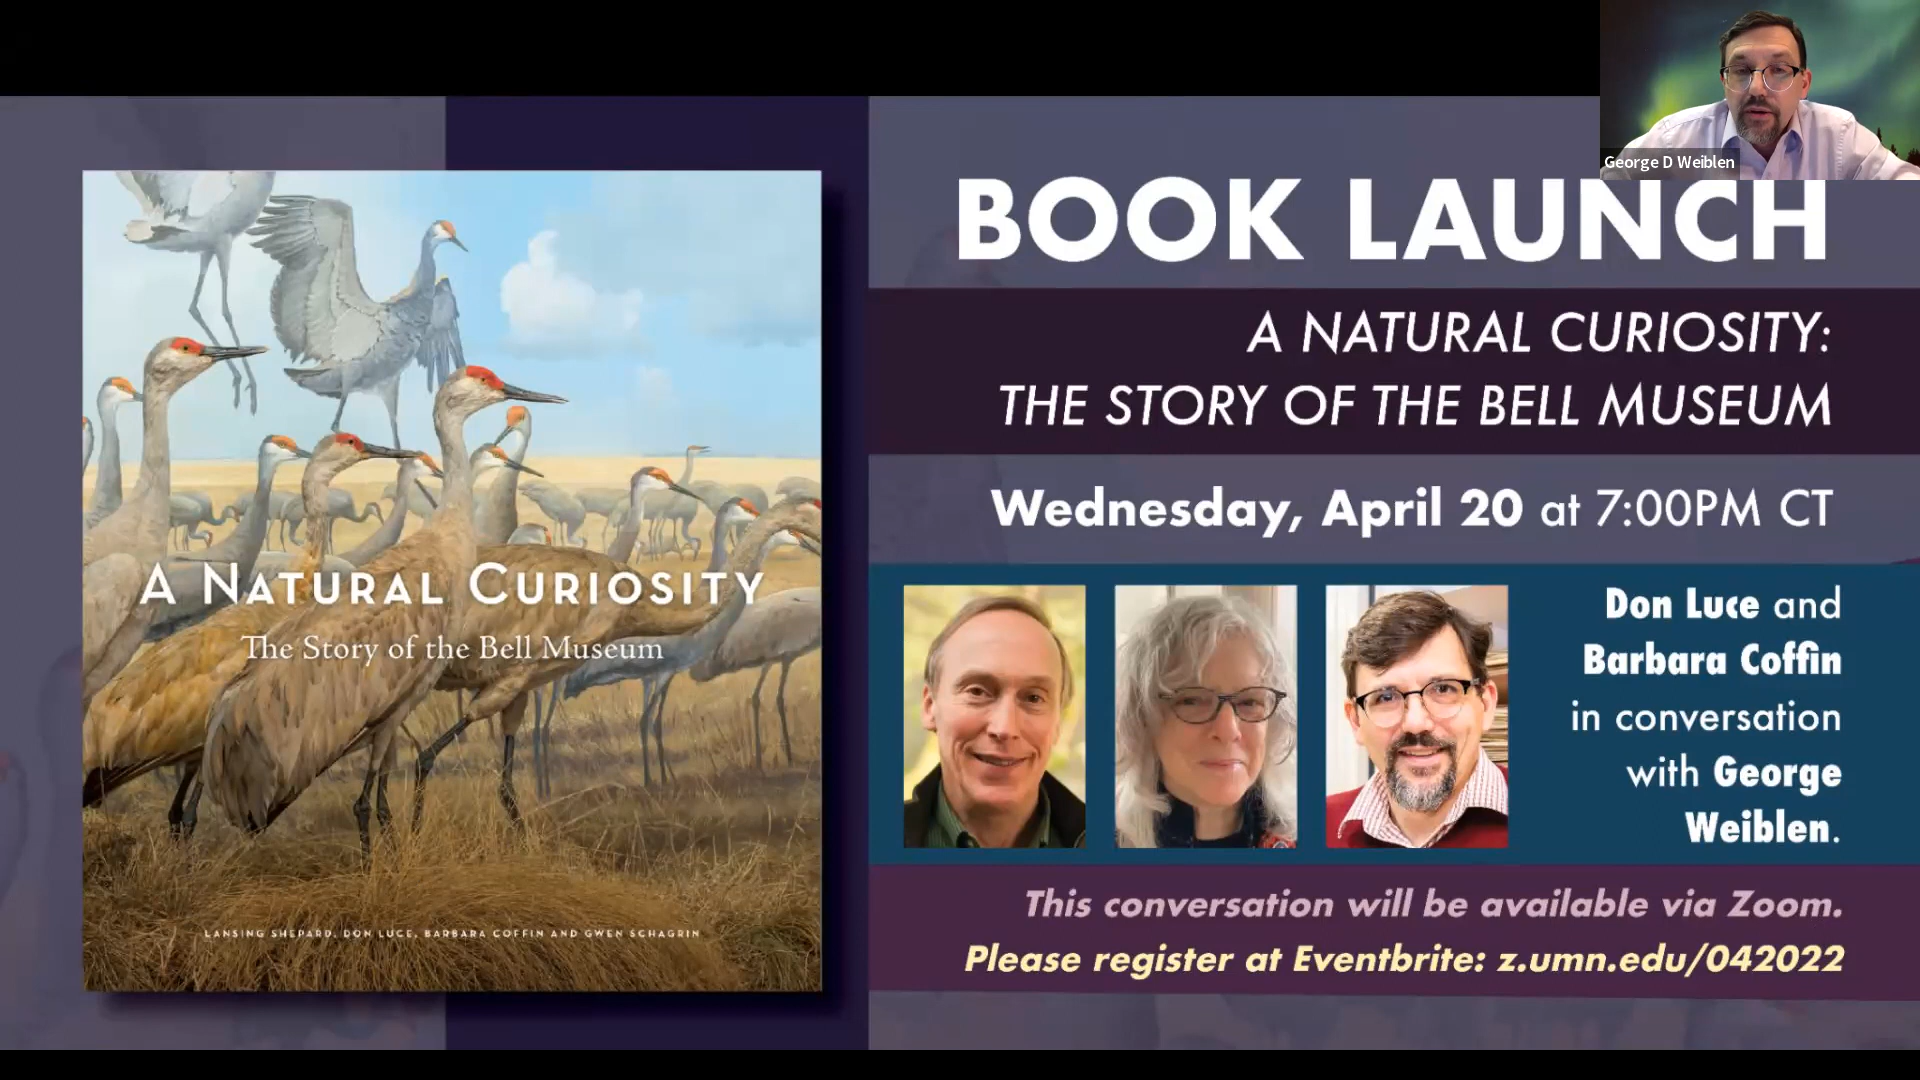 George D Weiblen
BOOK LAUNCH
A NATURAL CURIOSITY:
THE STORY OF THE BELL MUSEUM
Wednesday, April 20 at 7:00PM CT
Don Luce and
Barbara Coffin
in conversation
with George
Weiblen.
This conversation will be available via Zoom.
Please register at Eventbrite: z.umn.edu/042022
A NATURAL CURIOSITY
The Story of the Bell Museum
LANSING SHEPARD, DON LUCE, BARBARA COFFIN AND GWEN SCHAGRIN